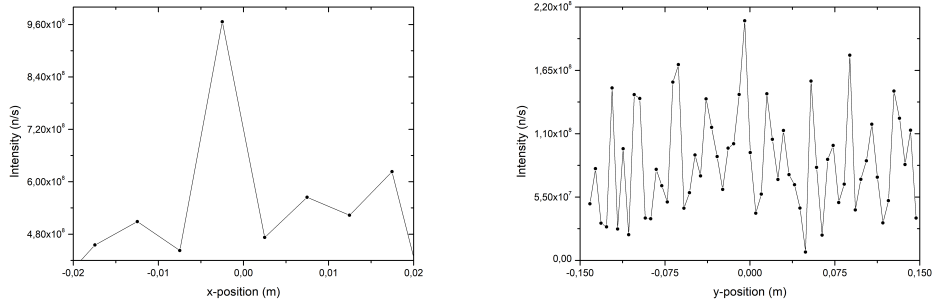 9,60x10⁸
8,40x10⁸
7,20x10⁸
6,00x10⁸
4,80x10⁸
Intensity (n/s)
-0,02
-0,01
0,00
0,01
0,02
x-position (m)
2,20x10⁸
1,65x10⁸
1,10x10⁸
5,50x10⁷
0,00
Intensity (n/s)
-0,150
-0,075
0,000
0,075
0,150
y-position (m)